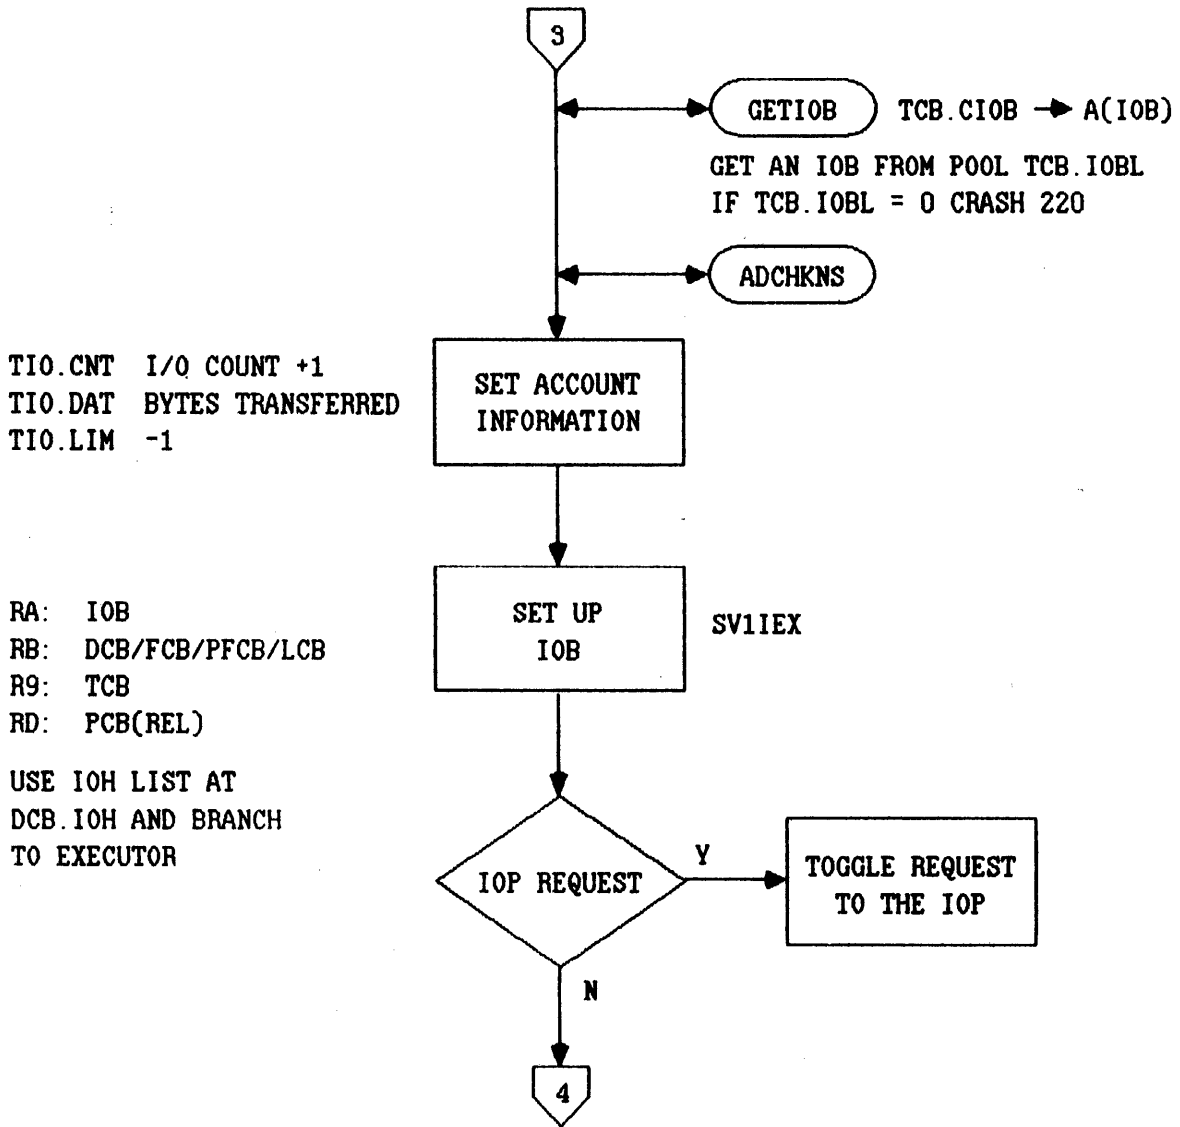 3
GETIOB TCB.CIOB → A(IOB)
GET AN IOB FROM POOL TCB.IOBL
IF TCB.IOBL = 0 CRASH 220
ADCHKNS
TIO.CNT I/O COUNT +1
TIO.DAT BYTES TRANSFERRED
TIO.LIM -1
SET ACCOUNT
INFORMATION
RA: IOB
RB: DCB/FCB/PFCB/LCB
R9: TCB
RD: PCB(REL)
SET UP
IOB
SV1IEX
USE IOH LIST AT
DCB.IOH AND BRANCH
TO EXECUTOR
IOP REQUEST
Y
TOGGLE REQUEST
TO THE IOP
N
4